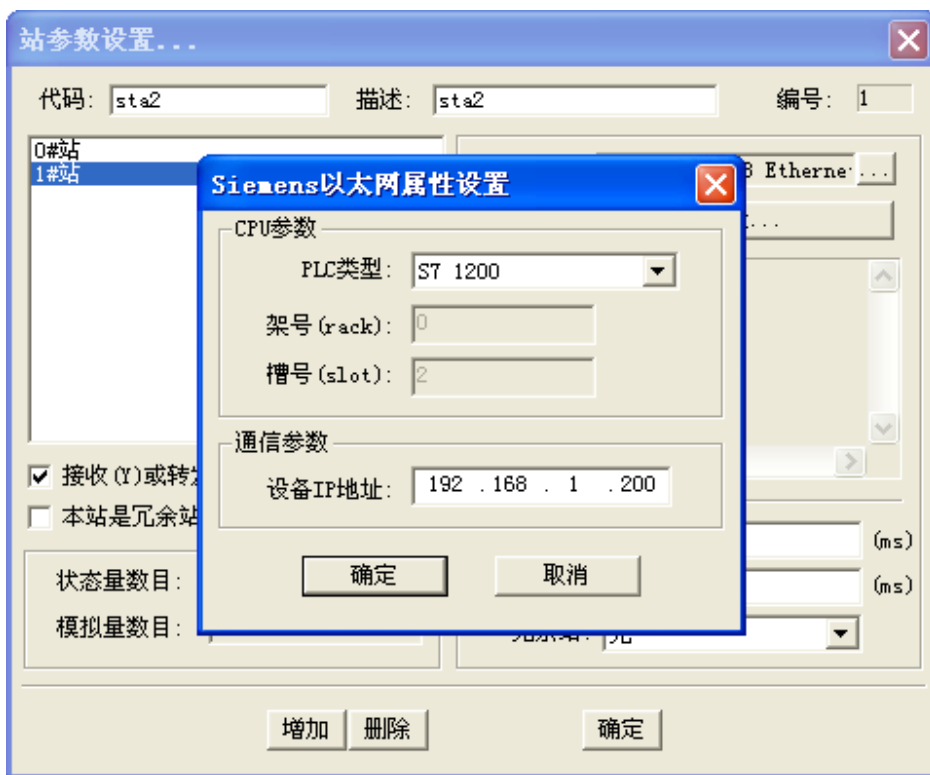 站参数设置...
代码: sta2 描述: sta2 编号: 1
0#站
1#站
Etherne ...
...
Siemens以太网属性设置
CPU参数
PLC类型: S7 1200
架号(rack): 0
槽号(slot): 2
通信参数
设备IP地址: 192 .168 . 1 .200
确定 取消
接收(Y)或转发
本站是冗余站
(ms)
(ms)
状态量数目:
模拟量数目:
增加 删除 确定